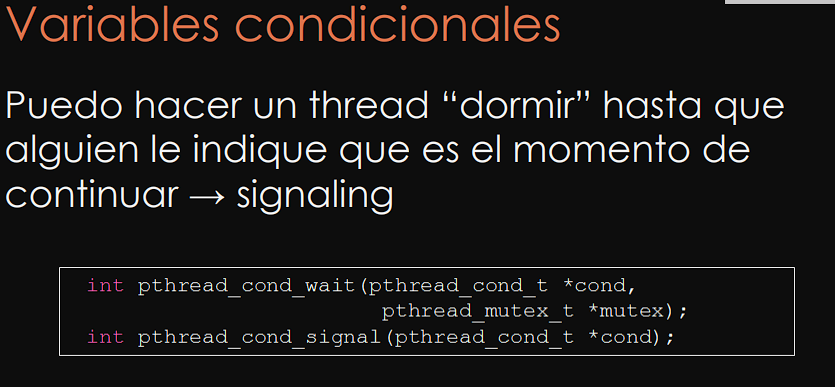 Variables condicionales
Puedo hacer un thread “dormir” hasta que
alguien le indique que es el momento de
continuar → signaling
int pthread_cond_wait(pthread_cond_t *cond,
pthread_mutex_t *mutex);
int pthread_cond_signal(pthread_cond_t *cond);